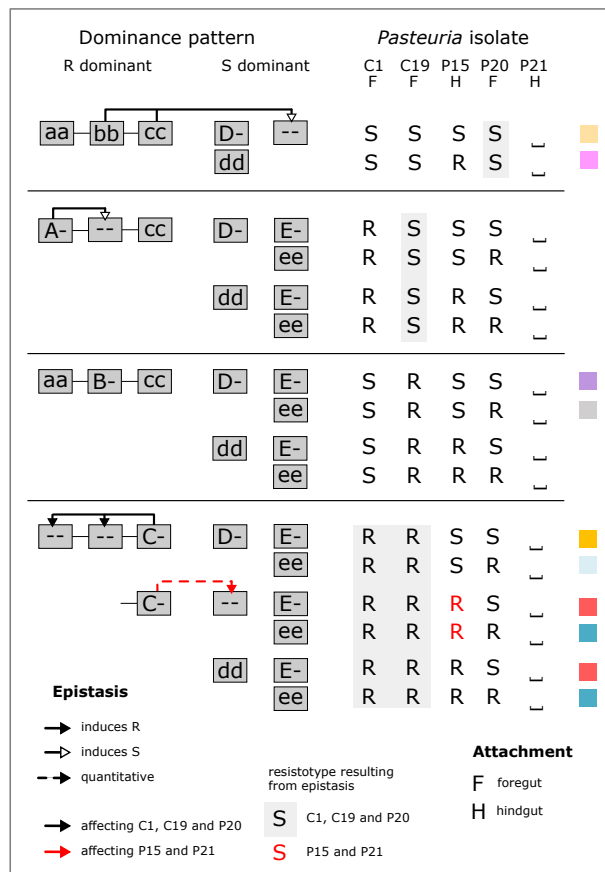 Dominance pattern Pasteuria isolate
R dominant S dominant C1 C19 P15 P20 P21
F F H F H
aa bb cc D- -- S S S S ˽
dd S S R S ˽
A- -- cc D- E- R S S S ˽
ee R S S R ˽
dd E- R S R S ˽
ee R S R R ˽
aa B- cc D- E- S R S S ˽
ee S R S R ˽
dd E- S R R S ˽
ee S R R R ˽
-- -- C- D- E- R R S S ˽
ee R R S R ˽
C- -- E- R R R S ˽
ee R R R R ˽
dd E- R R R S ˽
ee R R R R ˽
Epistasis
induces R
induces S
quantitative
affecting C1, C19 and P20
affecting P15 and P21
resistotype resulting
from epistasis
S C1, C19 and P20
S P15 and P21
Attachment
F foregut
H hindgut